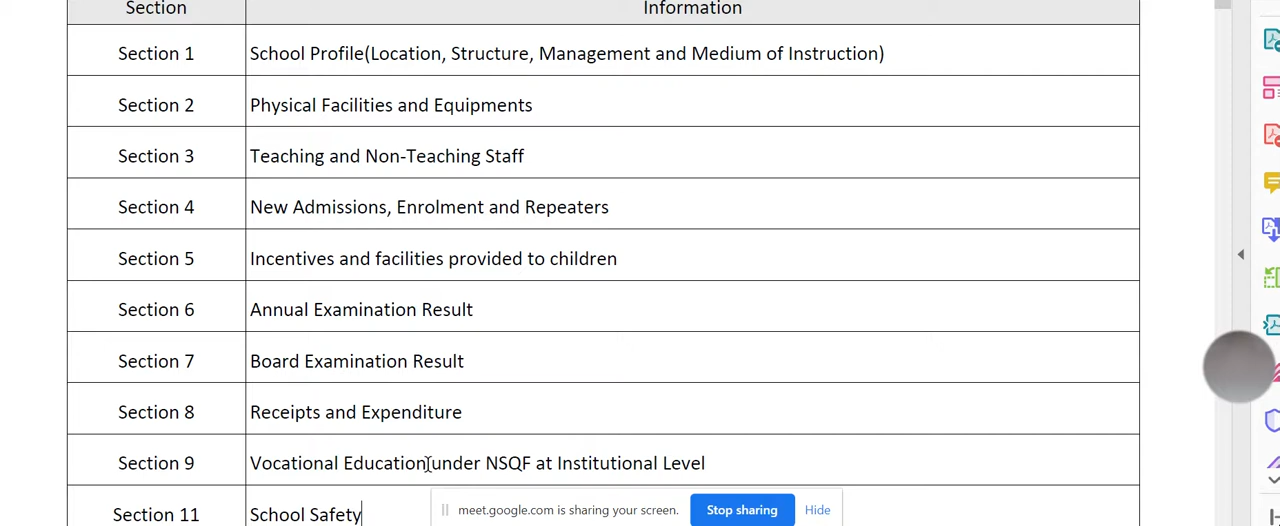 Section Information
Section 1 School Profile(Location, Structure, Management and Medium of Instruction)
Section 2 Physical Facilities and Equipments
Section 3 Teaching and Non-Teaching Staff
Section 4 New Admissions, Enrolment and Repeaters
Section 5 Incentives and facilities provided to children
Section 6 Annual Examination Result
Section 7 Board Examination Result
Section 8 Receipts and Expenditure
Section 9 Vocational Education under NSQF at Institutional Level
Section 11 School Safety
meet.google.com is sharing your screen. Stop sharing Hide